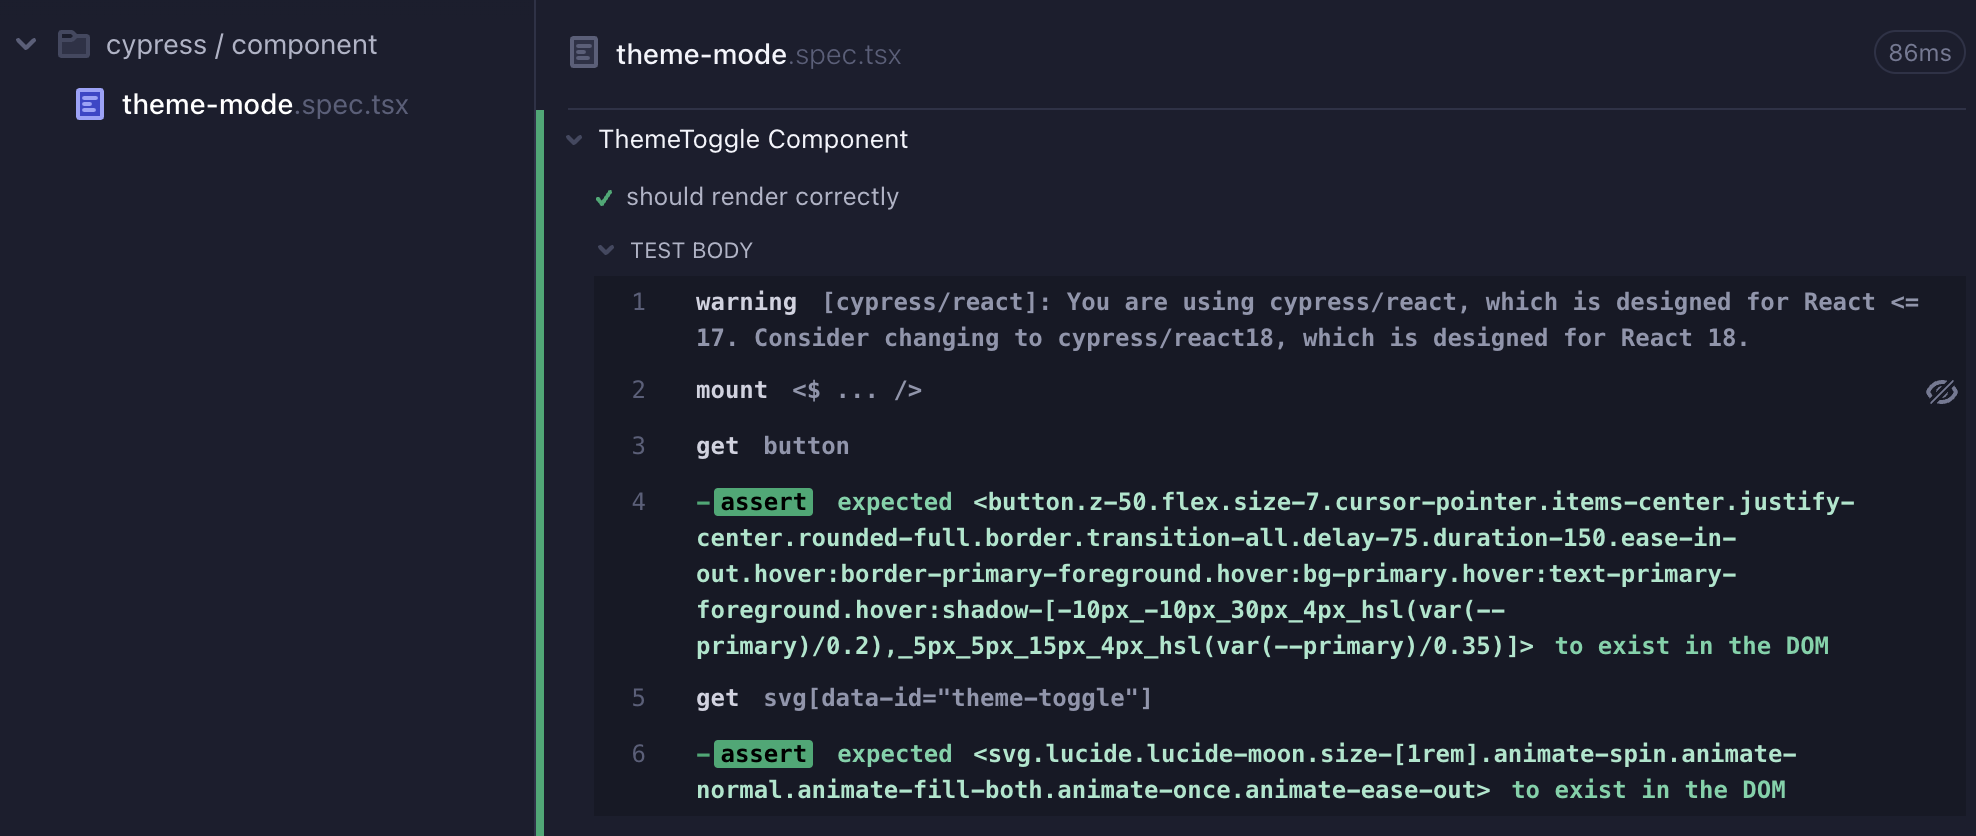 cypress / component
theme-mode.spec.tsx
theme-mode.spec.tsx
86ms
ThemeToggle Component
should render correctly
TEST BODY
1 warning [cypress/react]: You are using cypress/react, which is designed for React <=
17. Consider changing to cypress/react18, which is designed for React 18.
2 mount <$ ... />
3 get button
4 -assert expected <button.z-50.flex.size-7.cursor-pointer.items-center.justify-
center.rounded-full.border.transition-all.delay-75.duration-150.ease-in-
out.hover:border-primary-foreground.hover:bg-primary.hover:text-primary-
foreground.hover:shadow-[-10px_-10px_30px_4px_hsl(var(--
primary)/0.2),_5px_5px_15px_4px_hsl(var(--primary)/0.35)]> to exist in the DOM
5 get svg[data-id="theme-toggle"]
6 -assert expected <svg.lucide.lucide-moon.size-[1rem].animate-spin.animate-
normal.animate-fill-both.animate-once.animate-ease-out> to exist in the DOM